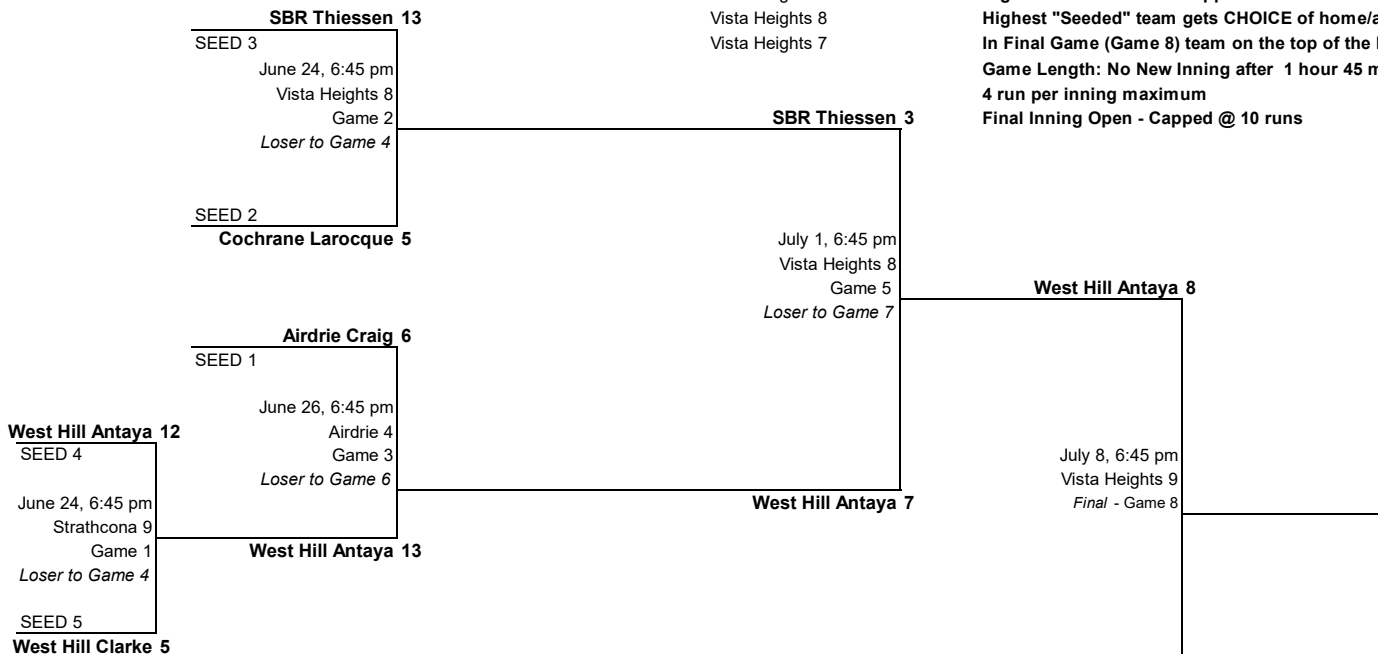 SBR Thiessen 13
Vista Heights 8
Highest "Seeded" team gets CHOICE of home/a
SEED 3
Vista Heights 7
In Final Game (Game 8) team on the top of the
June 24, 6:45 pm
Game Length: No New Inning after 1 hour 45 m
Vista Heights 8
4 run per inning maximum
Game 2
SBR Thiessen 3
Final Inning Open - Capped @ 10 runs
Loser to Game 4
SEED 2
Cochrane Larocque 5
July 1, 6:45 pm
Vista Heights 8
Game 5
West Hill Antaya 8
Loser to Game 7
Airdrie Craig 6
SEED 1
June 26, 6:45 pm
West Hill Antaya 12
Airdrie 4
SEED 4
Game 3
July 8, 6:45 pm
Loser to Game 6
Vista Heights 9
June 24, 6:45 pm
West Hill Antaya 7
Final - Game 8
Strathcona 9
Game 1
West Hill Antaya 13
Loser to Game 4
SEED 5
West Hill Clarke 5